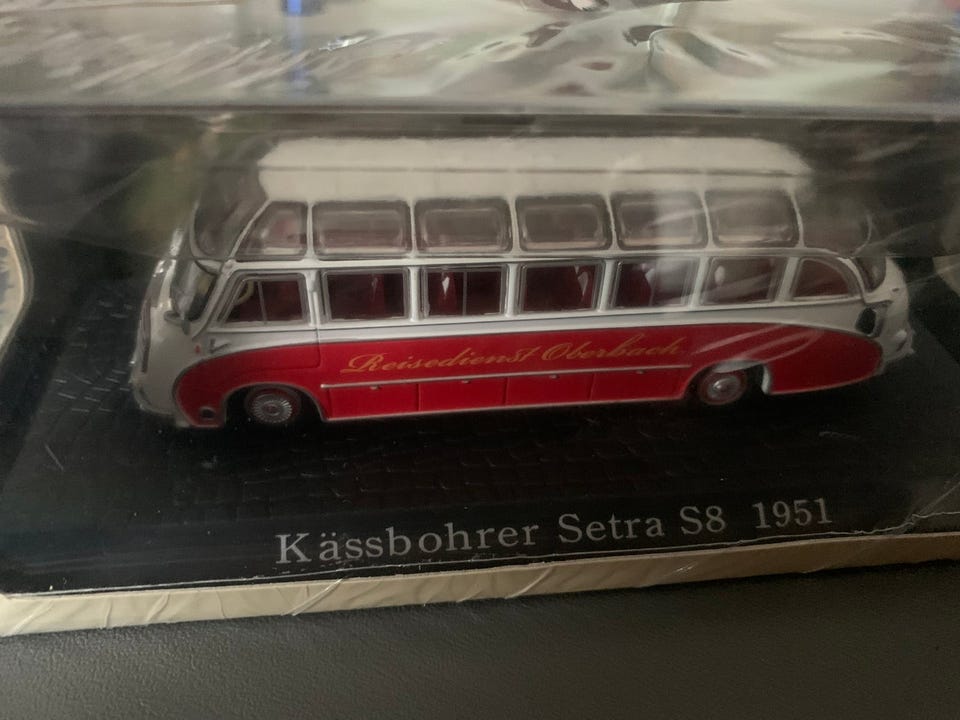 Reisedienst Oberbach
Kässbohrer Setra S8 1951